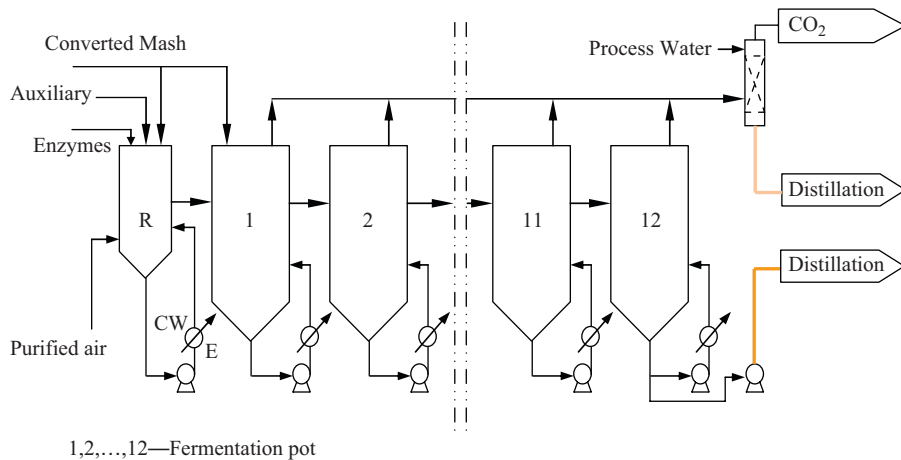 Converted Mash
Auxiliary
Enzymes
Process Water
CO₂
R
1
2
11
12
Distillation
Distillation
CW
E
Purified air
1,2,…,12—Fermentation pot